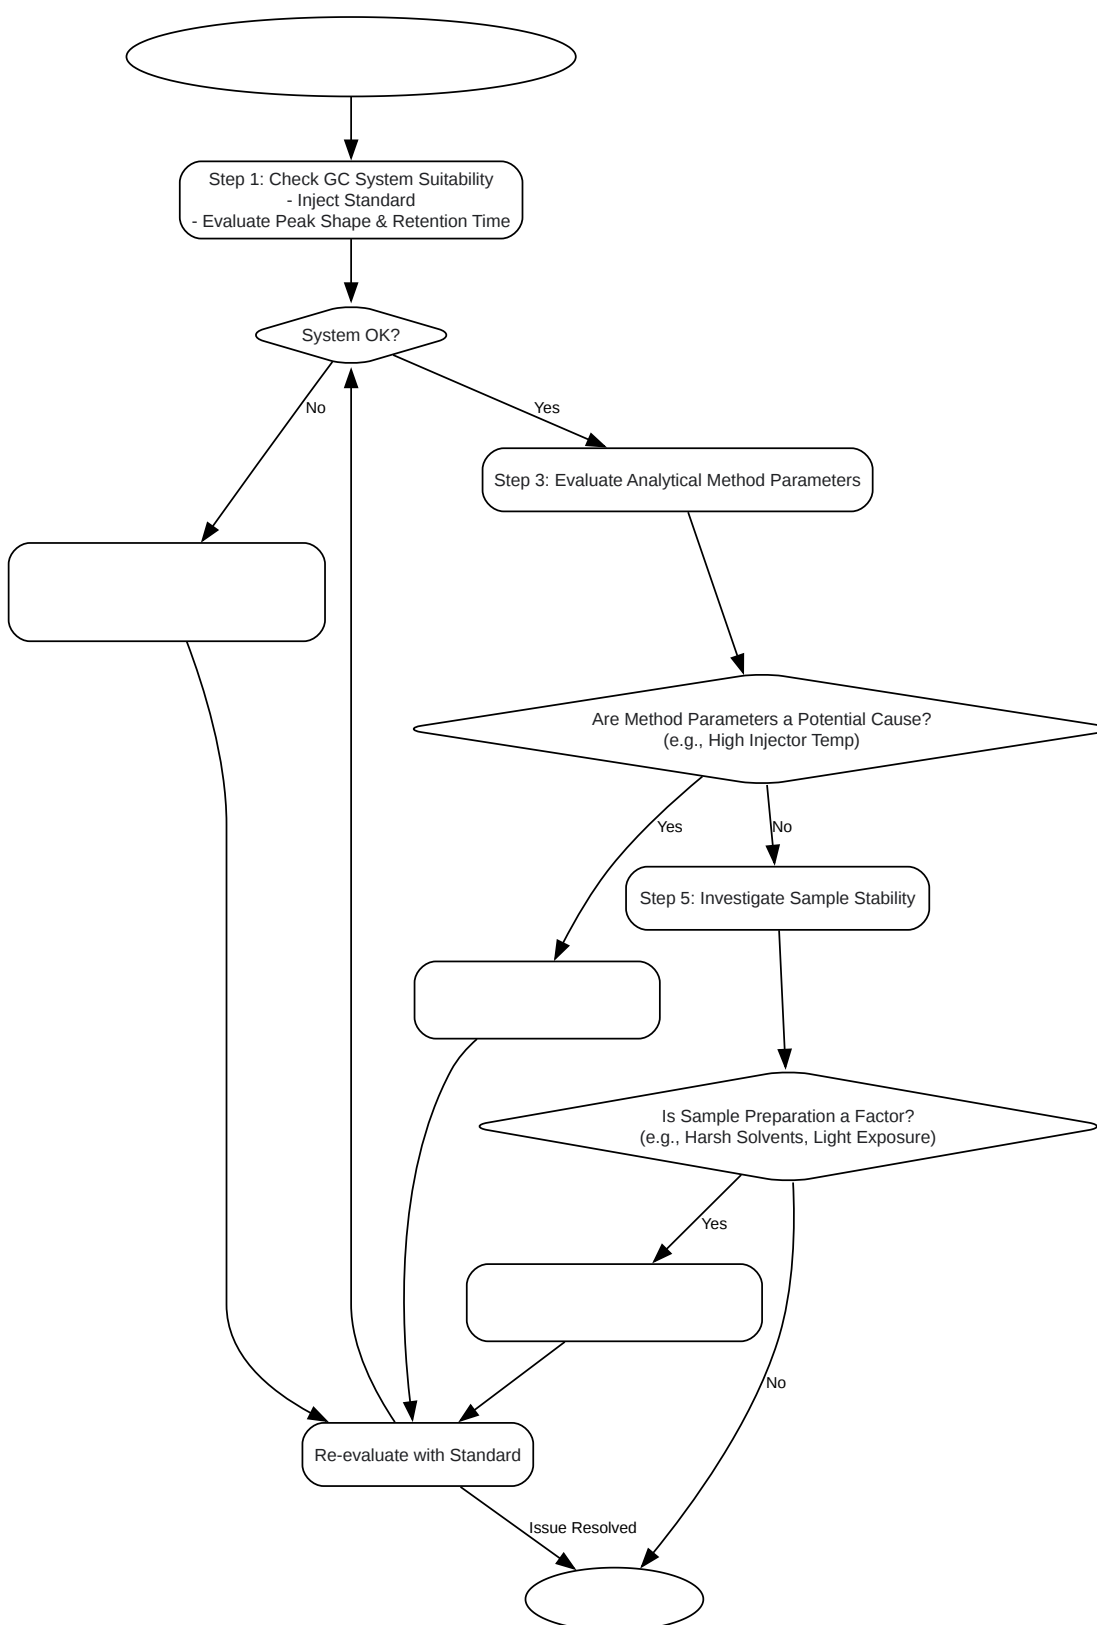 Step 1: Check GC System Suitability
- Inject Standard
- Evaluate Peak Shape & Retention Time
System OK?
No
Yes
Step 3: Evaluate Analytical Method Parameters
Are Method Parameters a Potential Cause?
(e.g., High Injector Temp)
Yes
No
Step 5: Investigate Sample Stability
Is Sample Preparation a Factor?
(e.g., Harsh Solvents, Light Exposure)
Yes
No
Re-evaluate with Standard
Issue Resolved